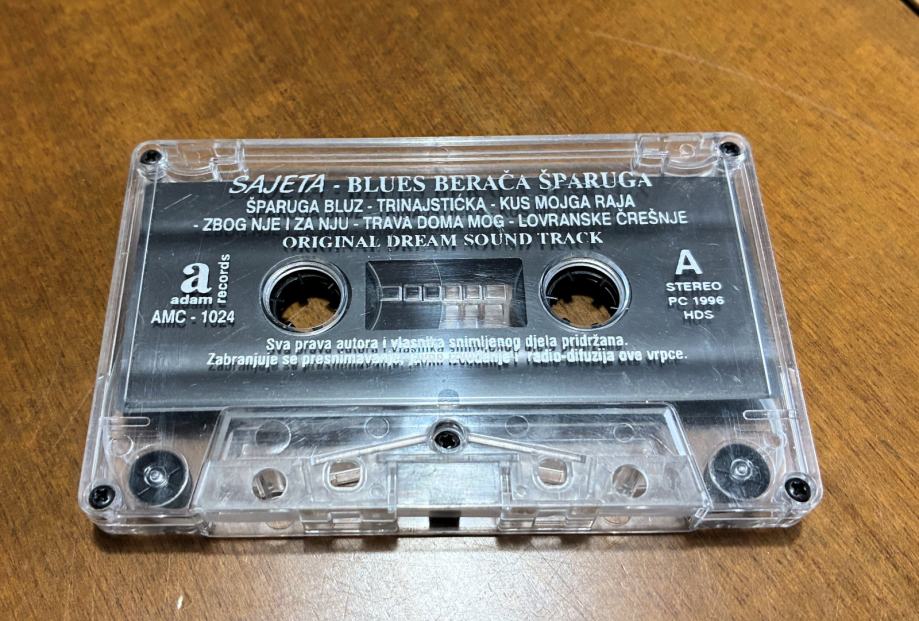 SAJETA - BLUES BERAČA ŠPARUGA
ŠPARUGA BLUZ - TRINAJSTIĆKA - KUS MOJGA RAJA
- ZBOG NJE I ZA NJU - TRAVA DOMA MOG - LOVRANSKE ČREŠNJE
ORIGINAL DREAM SOUND TRACK
a
adam records
AMC - 1024
A
STEREO
PC 1996
HDS
Sva prava autora i vlasnika snimljenog djela pridržana.
Zabranjuje se presnimavanje, javno izvođenje i radio-difuzija ove vrpce.